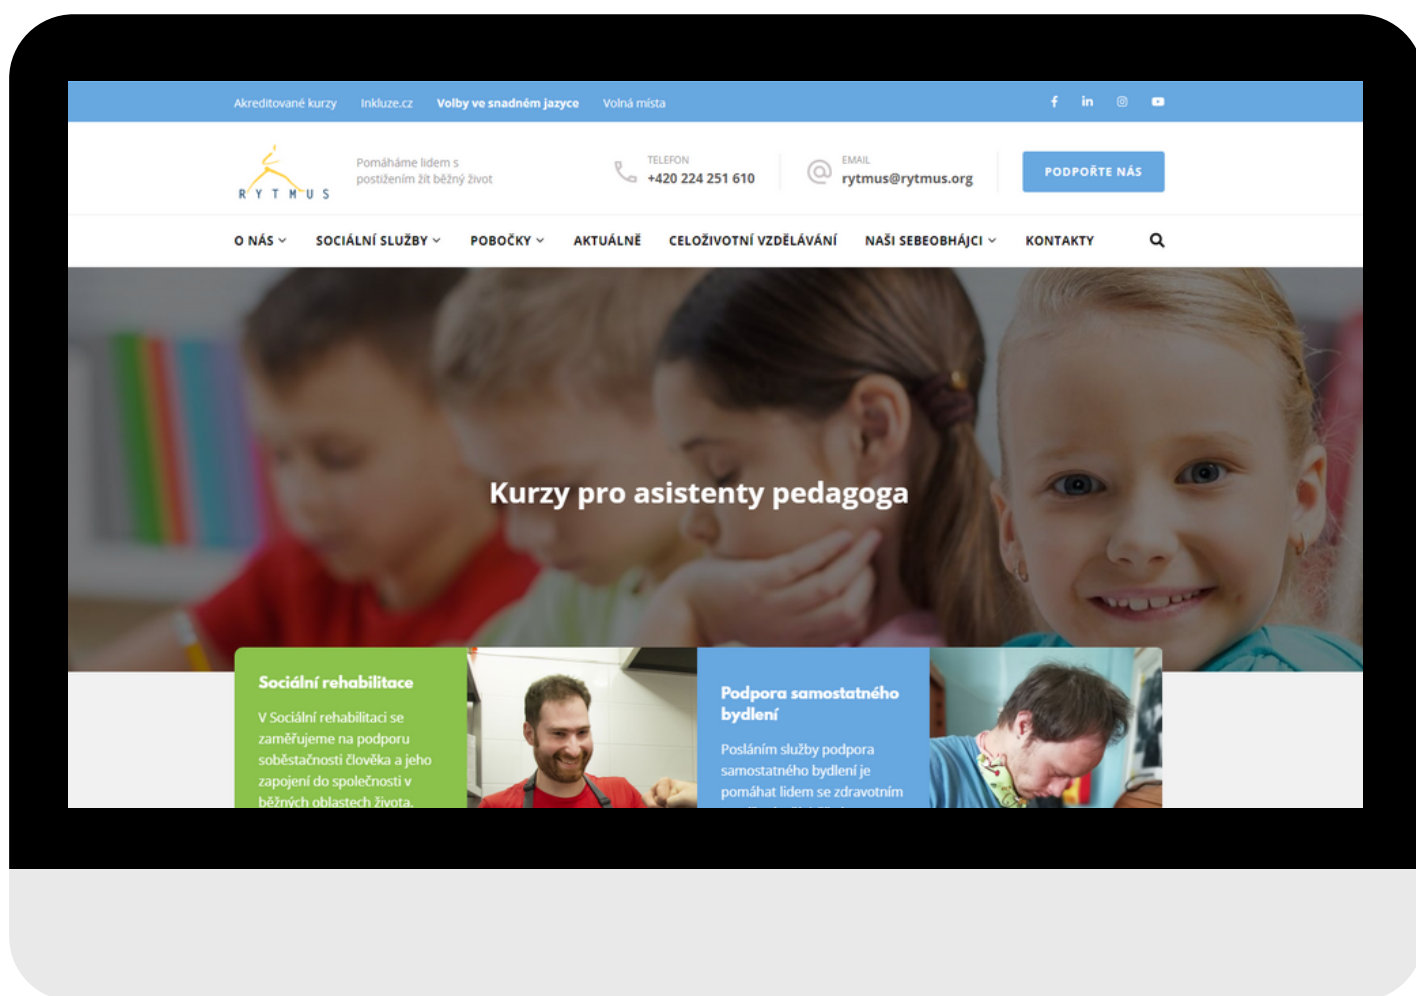 Akreditované kurzy Inkluze.cz Volby ve snadném jazyce Volná místa
RYTMUS
Pomáháme lidem s
postižením žít běžný život
TELEFON
+420 224 251 610
EMAIL
rytmus@rytmus.org
PODPOŘTE NÁS
O NÁS SOCIÁLNÍ SLUŽBY POBOČKY AKTUÁLNĚ CELOŽIVOTNÍ VZDĚLÁVÁNÍ NAŠI SEBEOBHÁJCI KONTAKTY
Kurzy pro asistenty pedagoga
Sociální rehabilitace
V Sociální rehabilitaci se
zaměřujeme na podporu
soběstačnosti člověka a jeho
zapojení do společnosti v
běžných oblastech života.
Podpora samostatného
bydlení
Posláním služby podpora
samostatného bydlení je
pomáhat lidem se zdravotním